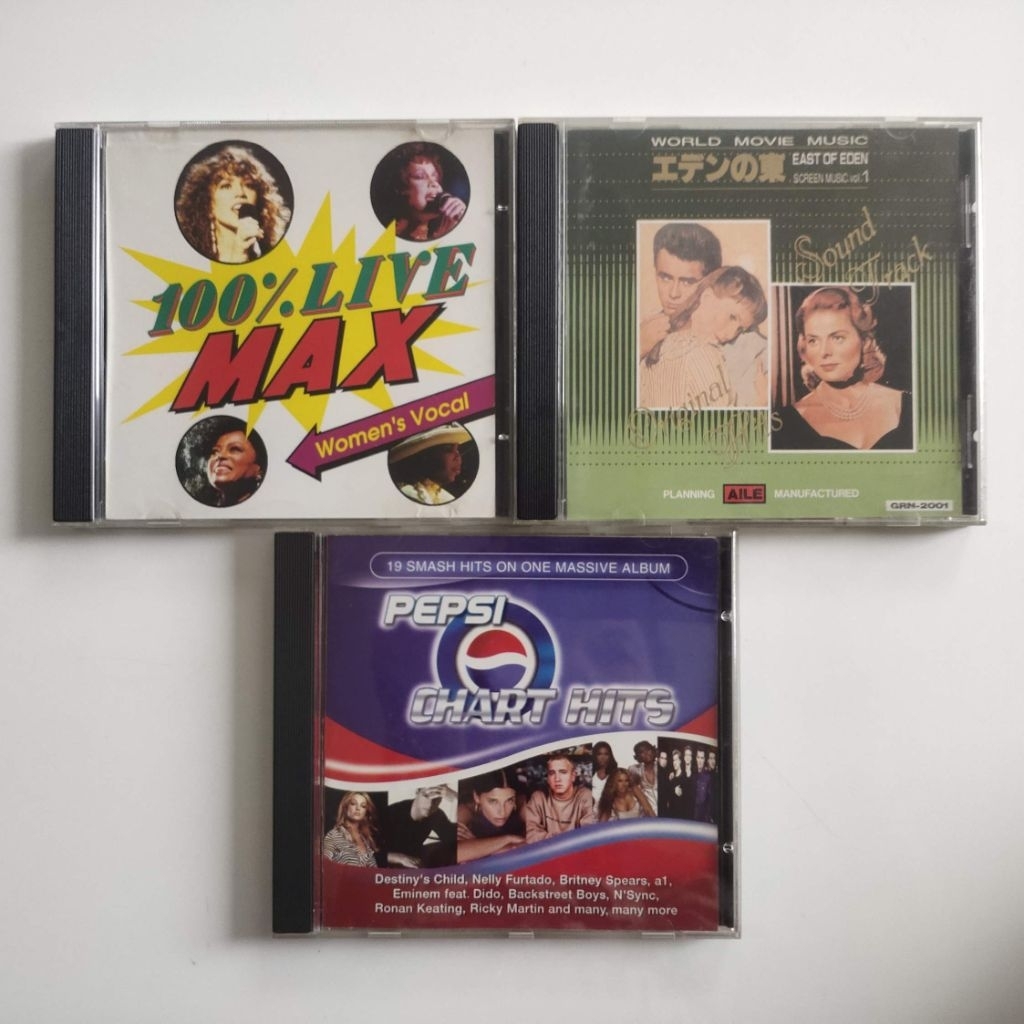 100% LIVE
MAX
Women's Vocal
WORLD MOVIE MUSIC
エデンの東 EAST OF EDEN
SCREEN MUSIC vol.1
Sound
Track
Original
PLANNING AILE MANUFACTURED
GRN-2001
19 SMASH HITS ON ONE MASSIVE ALBUM
PEPSI
CHART HITS
Destiny's Child, Nelly Furtado, Britney Spears, a1,
Eminem feat. Dido, Backstreet Boys, N'Sync,
Ronan Keating, Ricky Martin and many, many more